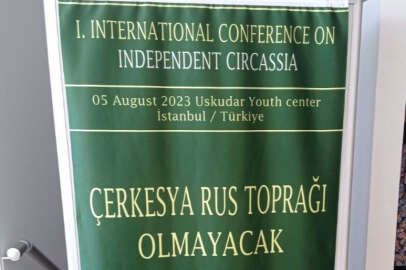 I. INTERNATIONAL CONFERENCE ON
INDEPENDENT CIRCASSIA
05 August 2023 Uskudar Youth center
İstanbul / Türkiye
ÇERKESYA RUS TOPRAĞI
OLMAYACAK